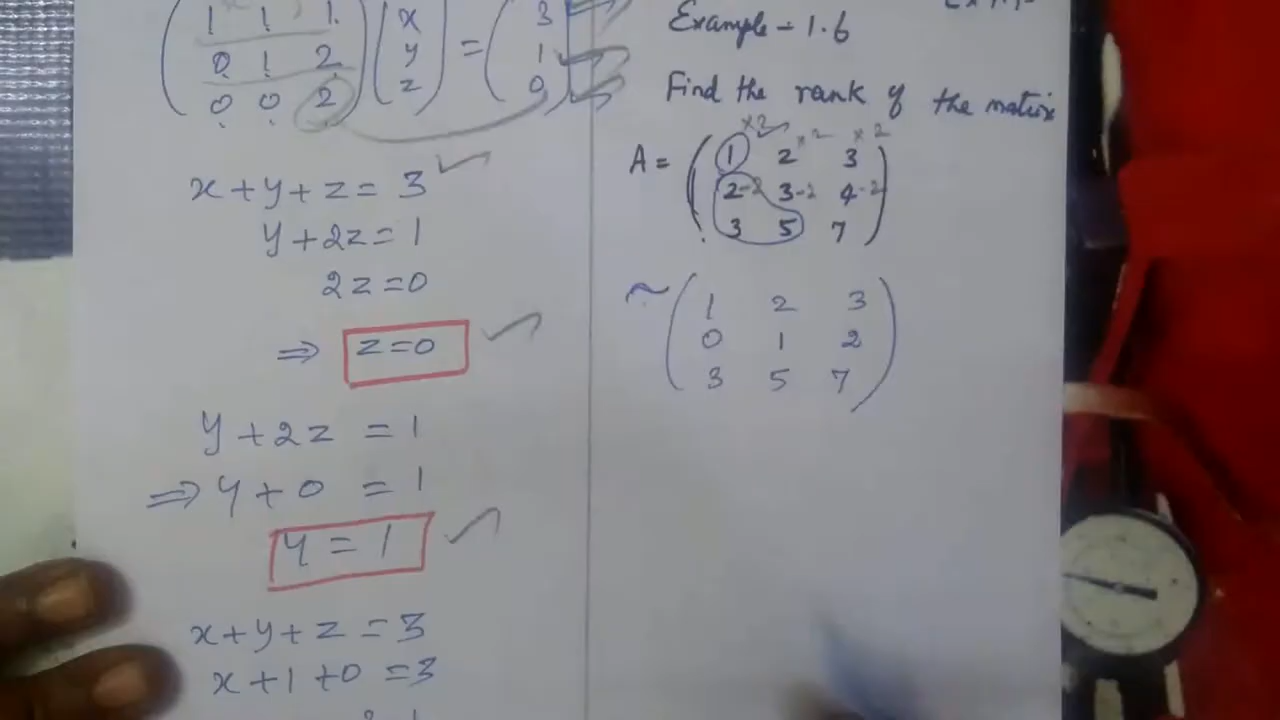 ( 1 1 1 ) ( x ) = ( 3 )
( 0 1 2 ) ( y ) ( 1 )
( 0 0 2 ) ( z ) ( 0 )
x + y + z = 3 ✓
y + 2z = 1
2z = 0
⇒ z = 0 ✓
y + 2z = 1
⇒ y + 0 = 1
y = 1 ✓
x + y + z = 3
x + 1 + 0 = 3
Example - 1.6
Find the rank of the matrix
×2 ×2 ×2
A = ( 1 2 3 )
( 2-2 3-2 4-2 )
( 3 5 7 )
~ ( 1 2 3 )
( 0 1 2 )
( 3 5 7 )